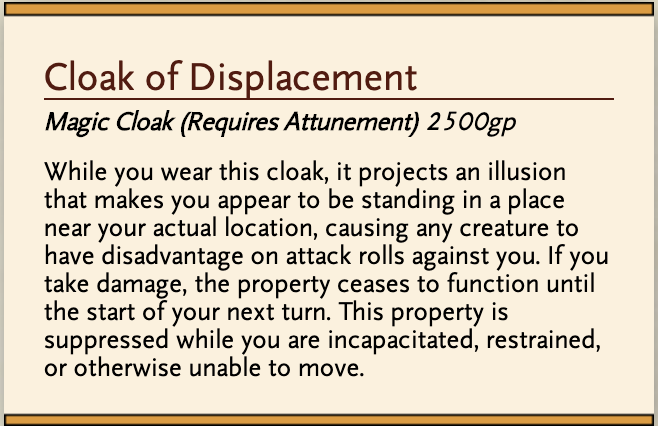 Cloak of Displacement
Magic Cloak (Requires Attunement) 2500gp
While you wear this cloak, it projects an illusion
that makes you appear to be standing in a place
near your actual location, causing any creature to
have disadvantage on attack rolls against you. If you
take damage, the property ceases to function until
the start of your next turn. This property is
suppressed while you are incapacitated, restrained,
or otherwise unable to move.